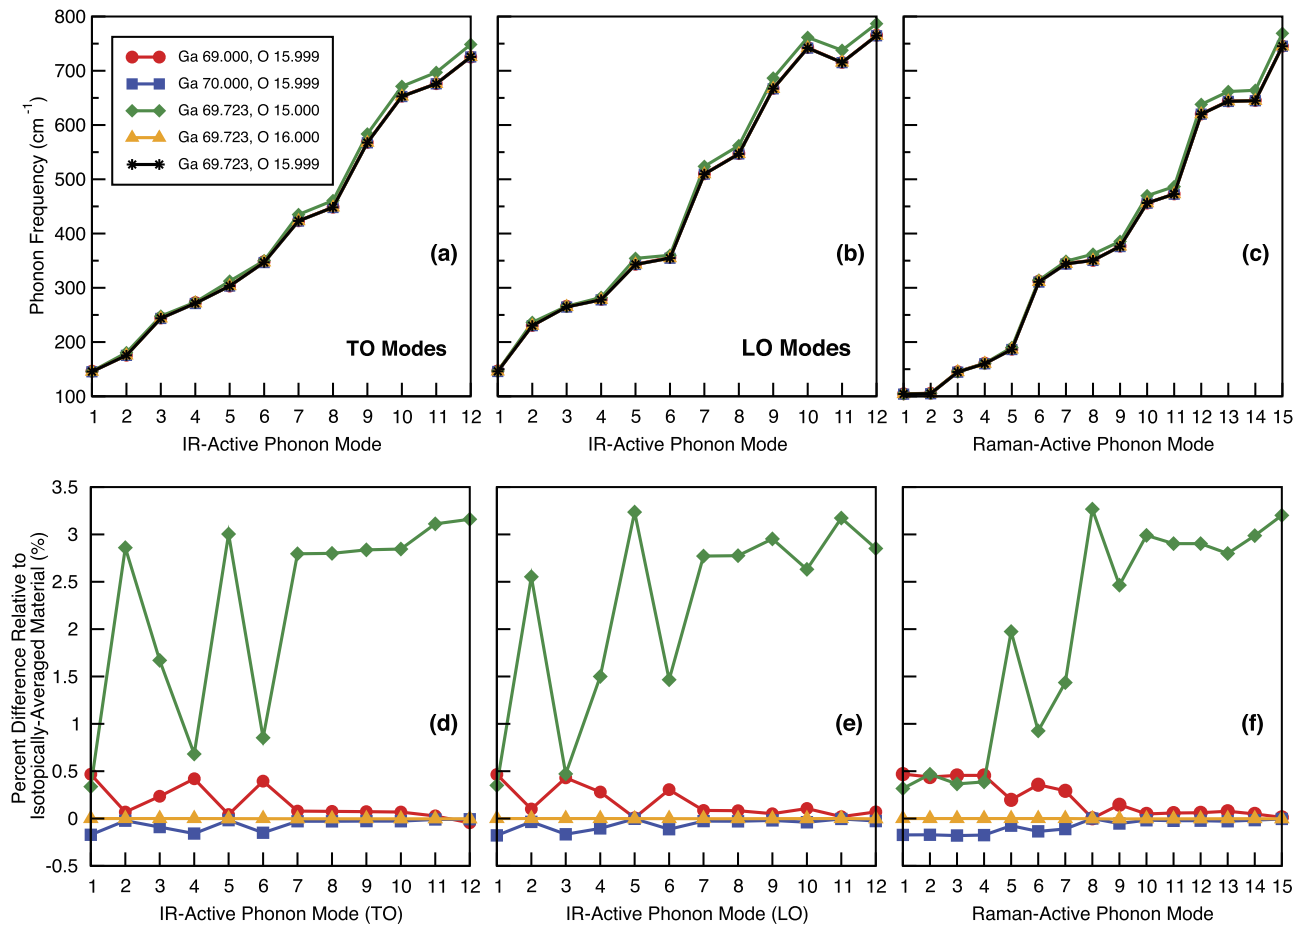 800
700
600
500
400
300
200
100
Phonon Frequency (cm⁻¹)
Ga 69.000, O 15.999
Ga 70.000, O 15.999
Ga 69.723, O 15.000
Ga 69.723, O 16.000
Ga 69.723, O 15.999
(a)
TO Modes
1 2 3 4 5 6 7 8 9 10 11 12
IR-Active Phonon Mode
(b)
LO Modes
1 2 3 4 5 6 7 8 9 10 11 12
IR-Active Phonon Mode
(c)
1 2 3 4 5 6 7 8 9 10 11 12 13 14 15
Raman-Active Phonon Mode
3.5
3
2.5
2
1.5
1
0.5
0
-0.5
Percent Difference Relative to
Isotopically-Averaged Material (%)
(d)
1 2 3 4 5 6 7 8 9 10 11 12
IR-Active Phonon Mode (TO)
(e)
1 2 3 4 5 6 7 8 9 10 11 12
IR-Active Phonon Mode (LO)
(f)
1 2 3 4 5 6 7 8 9 10 11 12 13 14 15
Raman-Active Phonon Mode